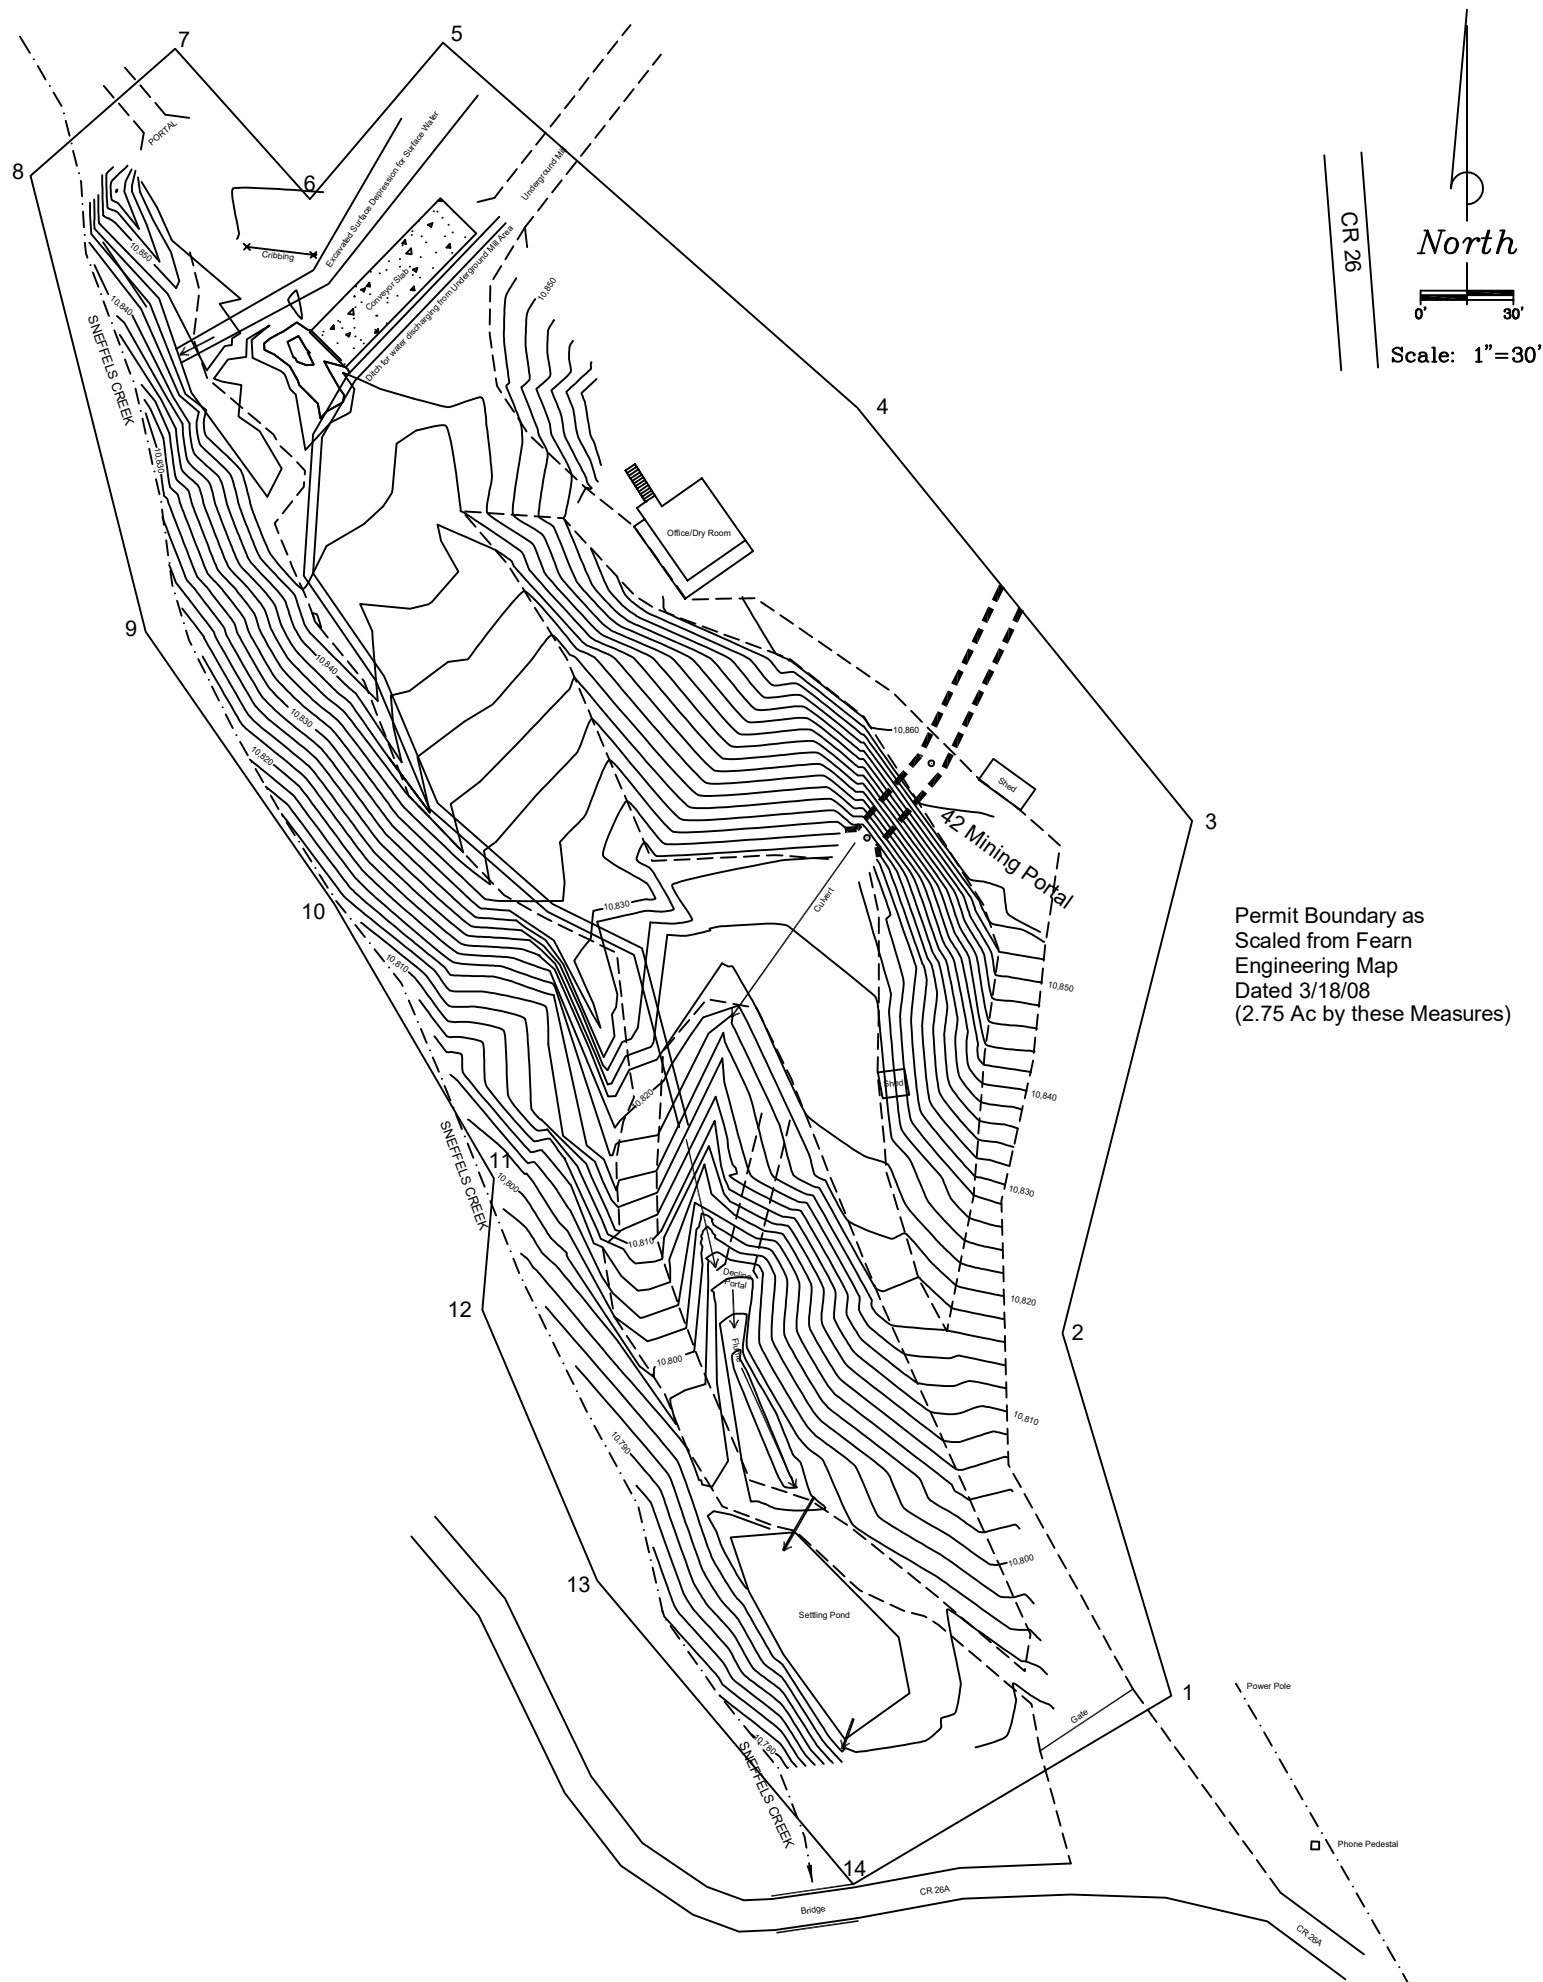 5
7
PORTAL
8
6
Excavated Surface Depression for Surface Water
Underground Mill
Cribbing
10,850
Conveyor Slab
Ditch for water discharging from Underground Mill Area
10,850
10,840
SNEFFELS CREEK
10,830
4
CR 26
North
0' 30'
Scale: 1"=30'
Office/Dry Room
9
10,840
10,830
10,820
10,860
Shed
42 Mining Portal
3
Culvert
10,830
10
10,810
Permit Boundary as
Scaled from Fearn
Engineering Map
Dated 3/18/08
(2.75 Ac by these Measures)
10,850
Shed
10,840
10,820
SNEFFELS CREEK
11
10,800
10,830
10,810
Decline
Portal
10,820
12
Flume
2
10,800
10,810
10,790
10,800
13
Settling Pond
1
Power Pole
Gate
10,780
SNEFFELS CREEK
Phone Pedestal
14
CR 26A
Bridge
CR 26A